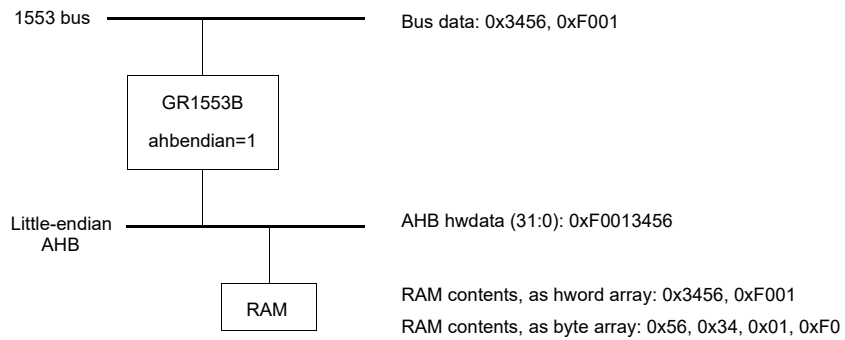 1553 bus
Bus data: 0x3456, 0xF001
GR1553B
ahbendian=1
Little-endian
AHB
AHB hwdata (31:0): 0xF0013456
RAM
RAM contents, as hword array: 0x3456, 0xF001
RAM contents, as byte array: 0x56, 0x34, 0x01, 0xF0